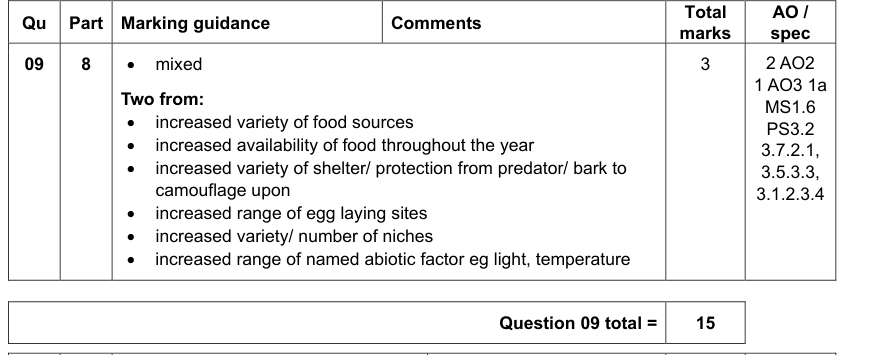 Qu Part Marking guidance Comments Total marks AO / spec
09 8 • mixed 3 2 AO2
1 AO3 1a
MS1.6
PS3.2
3.7.2.1,
3.5.3.3,
3.1.2.3.4
Two from:
• increased variety of food sources
• increased availability of food throughout the year
• increased variety of shelter/ protection from predator/ bark to
camouflage upon
• increased range of egg laying sites
• increased variety/ number of niches
• increased range of named abiotic factor eg light, temperature
Question 09 total = 15